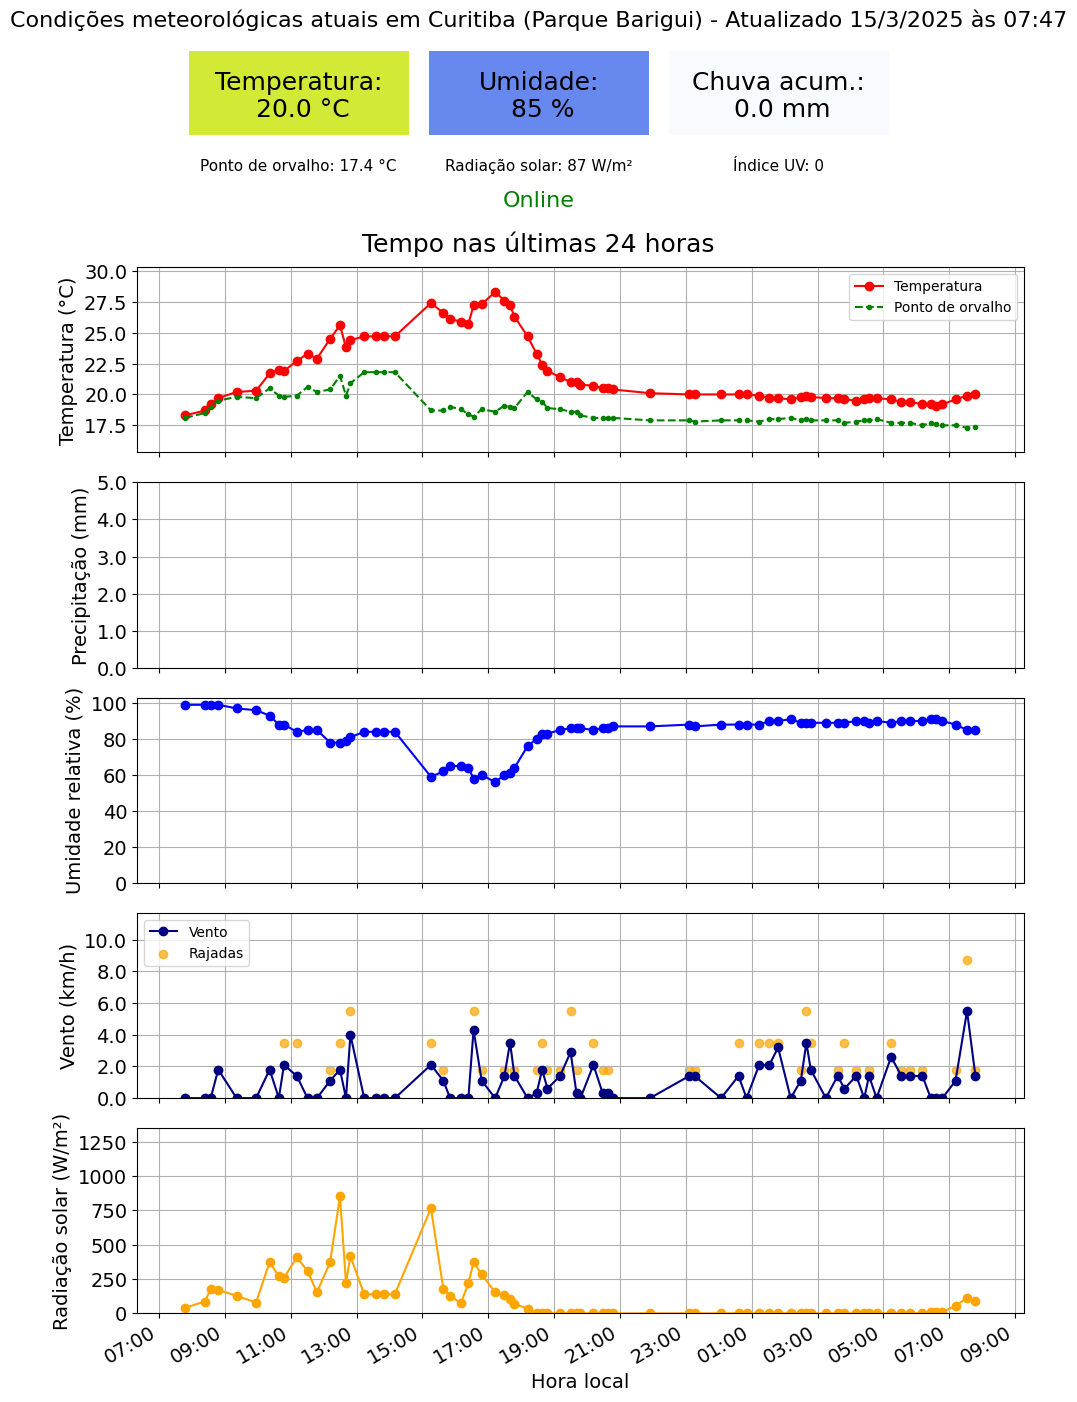 Condições meteorológicas atuais em Curitiba (Parque Barigui) - Atualizado 15/3/2025 às 07:47
Temperatura:
20.0 °C
Umidade:
85 %
Chuva acum.:
0.0 mm
Ponto de orvalho: 17.4 °C
Radiação solar: 87 W/m²
Índice UV: 0
Online
Tempo nas últimas 24 horas
Temperatura (°C)
30.0
27.5
25.0
22.5
20.0
17.5
Temperatura
Ponto de orvalho
Precipitação (mm)
5.0
4.0
3.0
2.0
1.0
0.0
Umidade relativa (%)
100
80
60
40
20
0
Vento (km/h)
10.0
8.0
6.0
4.0
2.0
0.0
Vento
Rajadas
Radiação solar (W/m²)
1250
1000
750
500
250
0
07:00
09:00
11:00
13:00
15:00
17:00
19:00
21:00
23:00
01:00
03:00
05:00
07:00
09:00
Hora local